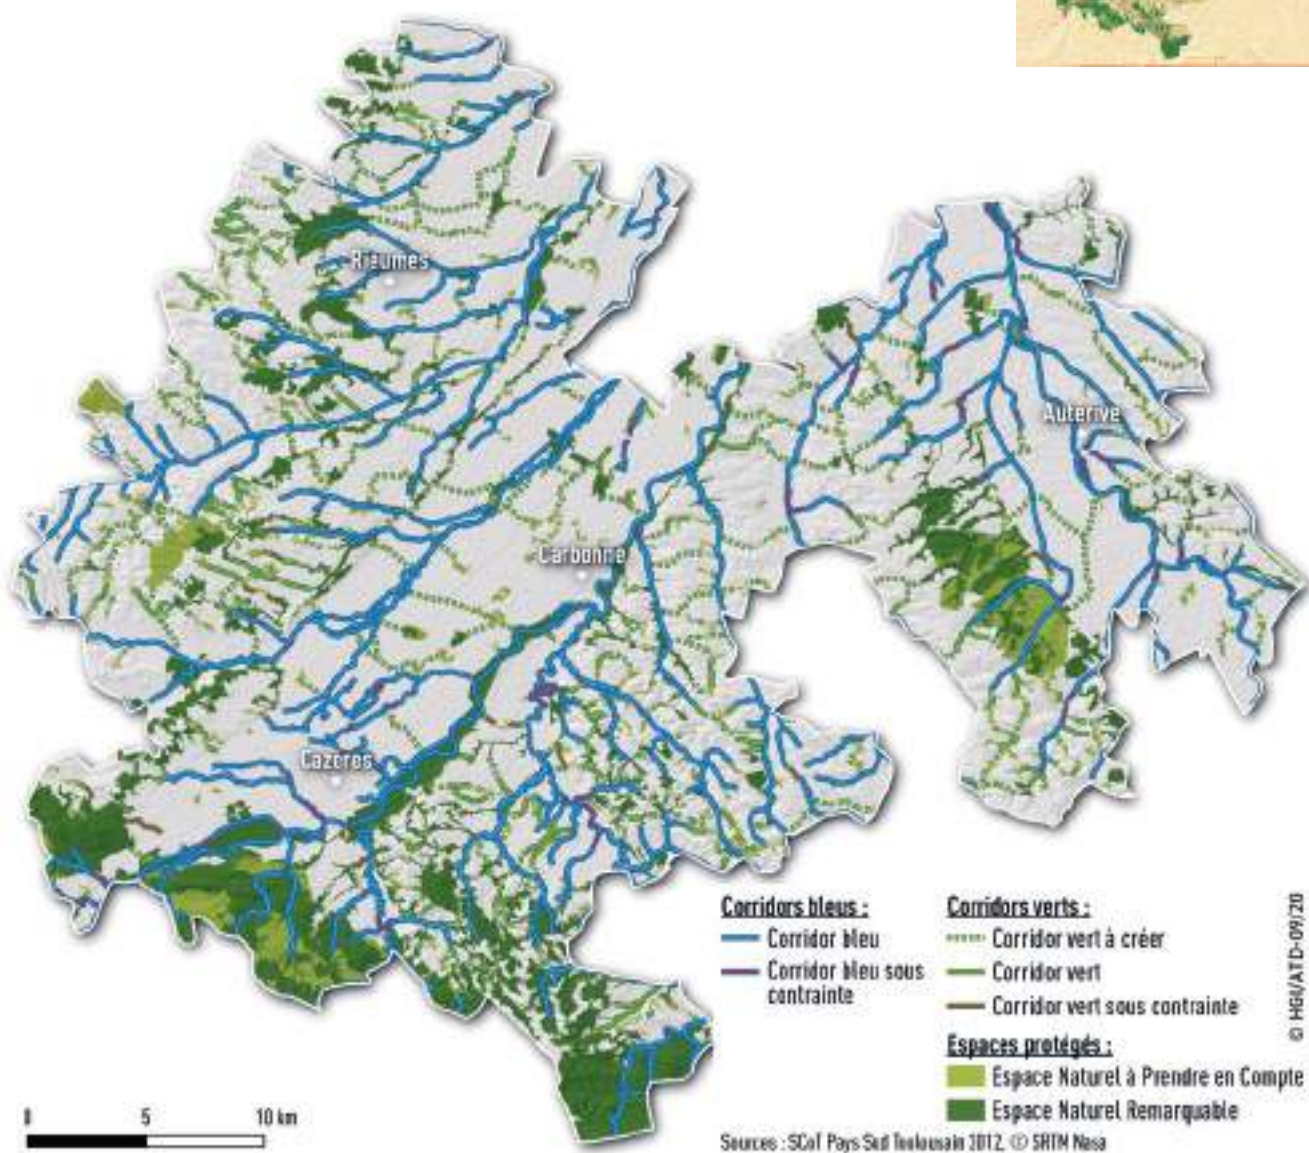 Rieumes
Auterive
Carbonne
Cazères
Corridors bleus :
Corridor bleu
Corridor bleu sous
contrainte
Corridors verts :
Corridor vert à créer
Corridor vert
Corridor vert sous contrainte
Espaces protégés :
Espace Naturel à Prendre en Compte
Espace Naturel Remarquable
0 5 10 km
Sources : SCoT Pays Sud Toulousain 2012, © SRTM Nasa
© HGI/ATD-09/20